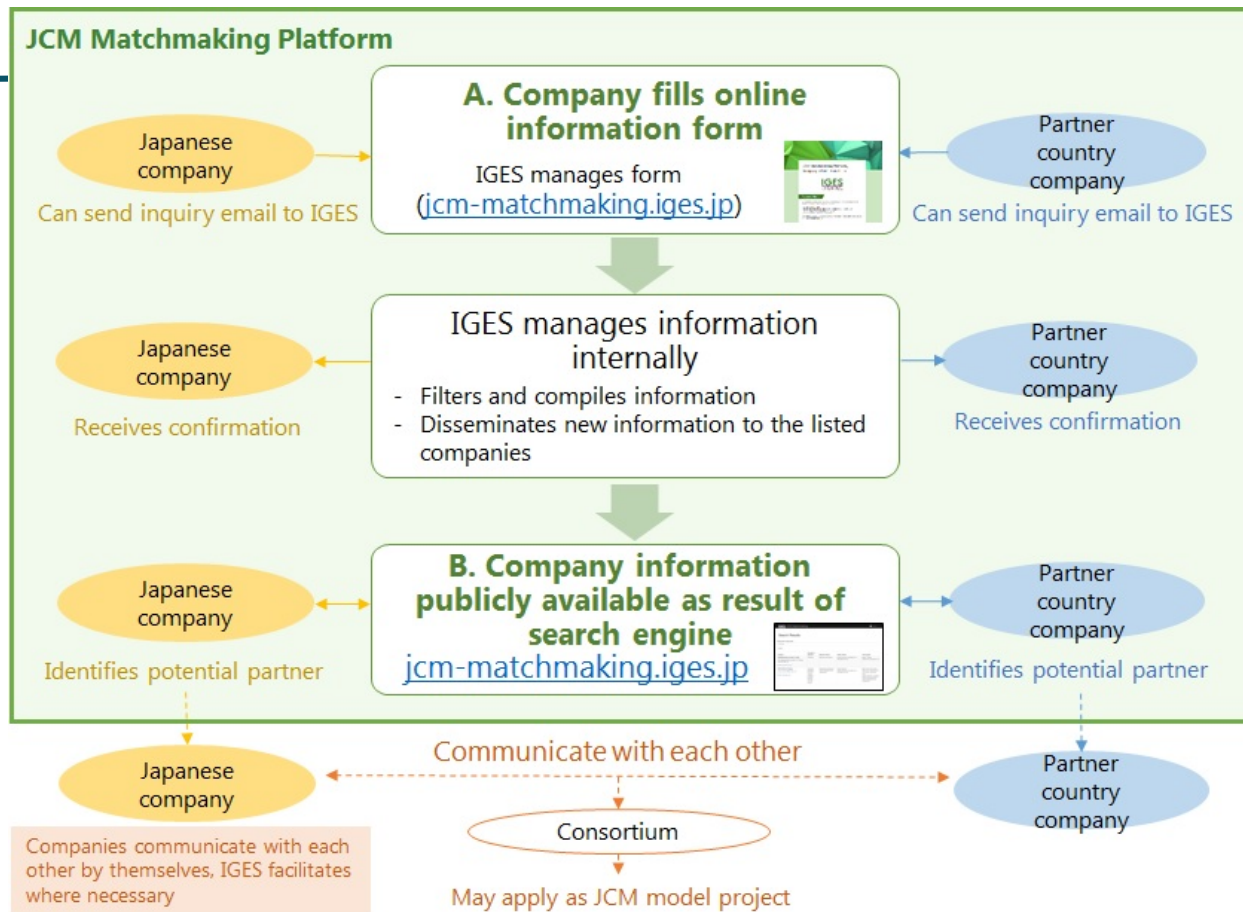 JCM Matchmaking Platform
A. Company fills online
information form
Japanese
company
IGES manages form
(jcm-matchmaking.iges.jp)
IGES
Partner
country
company
Can send inquiry email to IGES
Can send inquiry email to IGES
Japanese
company
IGES manages information
internally
- Filters and compiles information
- Disseminates new information to the listed
companies
Partner
country
company
Receives confirmation
Receives confirmation
Japanese
company
B. Company information
publicly available as result of
search engine
jcm-matchmaking.iges.jp
Partner
country
company
Identifies potential partner
Identifies potential partner
Japanese
company
Communicate with each other
Partner
country
company
Consortium
Companies communicate with each
other by themselves, IGES facilitates
where necessary
May apply as JCM model project